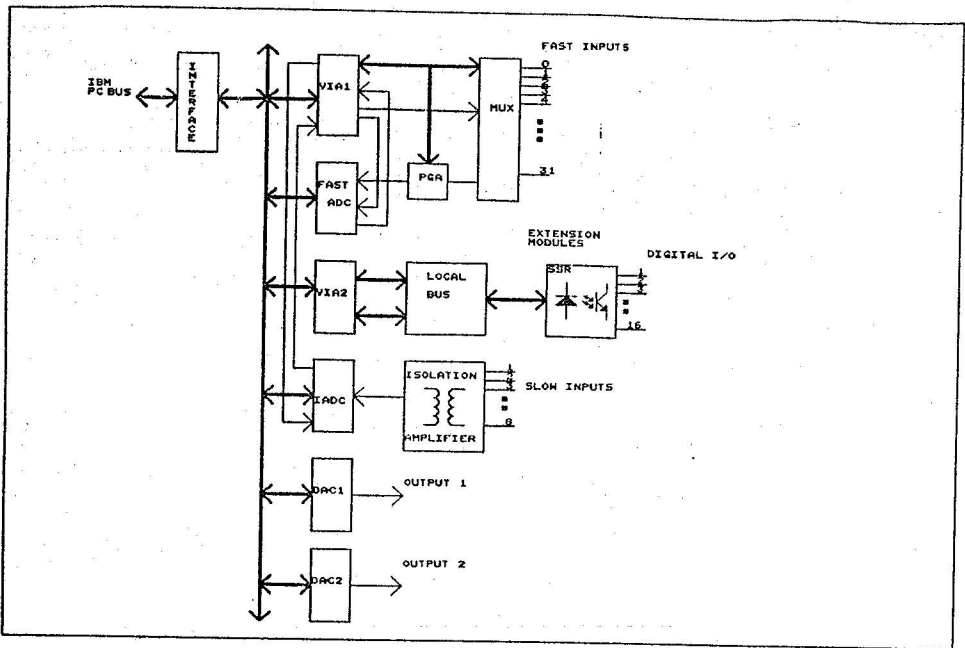 FAST INPUTS
IBM
PC BUS
INTERFACE
VIA1
MUX
0
31
FAST
ADC
PGA
EXTENSION
MODULES
DIGITAL I/O
SSR
VIA2
LOCAL
BUS
16
ISOLATION
AMPLIFIER
IADC
SLOW INPUTS
8
DAC1
OUTPUT 1
DAC2
OUTPUT 2